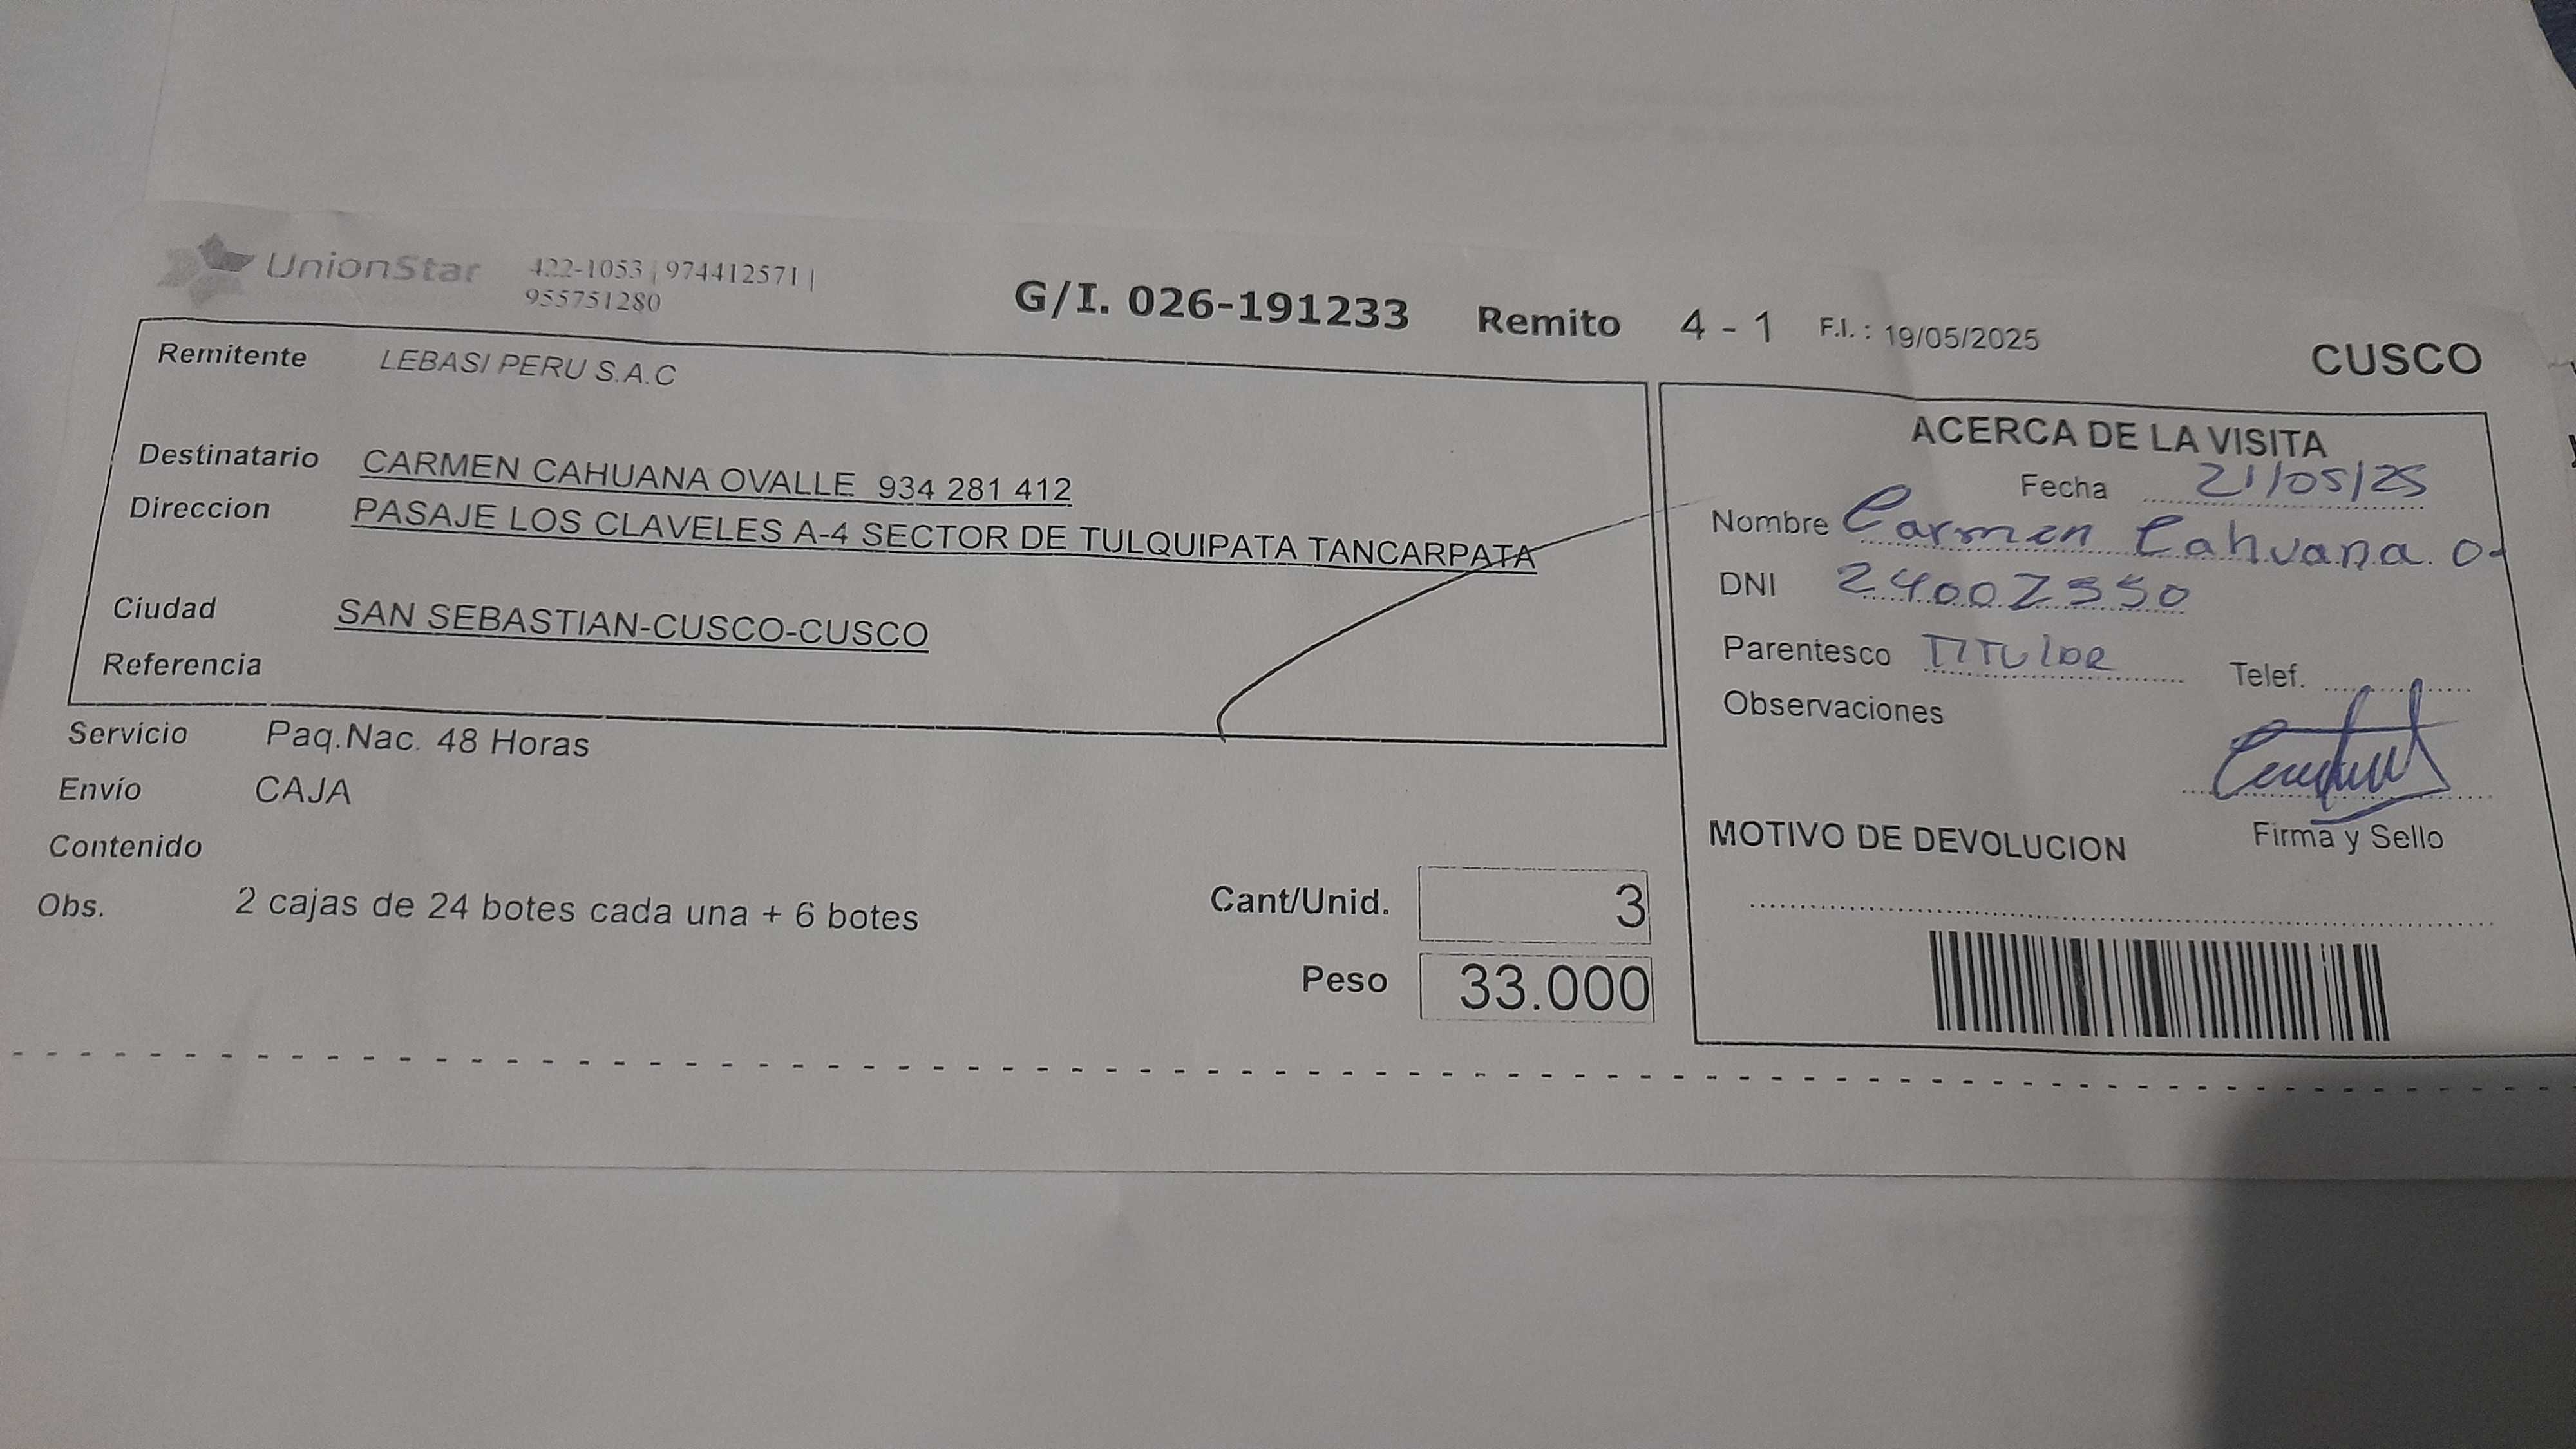 UnionStar 422-1053 | 974412571 |
955751280
G/I. 026-191233 Remito 4 - 1 F.I. : 19/05/2025
CUSCO
Remitente LEBASI PERU S.A.C
Destinatario CARMEN CAHUANA OVALLE 934 281 412
Direccion PASAJE LOS CLAVELES A-4 SECTOR DE TULQUIPATA TANCARPATA
Ciudad SAN SEBASTIAN-CUSCO-CUSCO
Referencia
Servicio Paq.Nac. 48 Horas
Envío CAJA
Contenido
Obs. 2 cajas de 24 botes cada una + 6 botes
Cant/Unid. 3
Peso 33.000
ACERCA DE LA VISITA
Fecha 21/05/25
Nombre Carmen Cahuana O.
DNI
Parentesco TITULAR Telef.
Observaciones
Firma y Sello
MOTIVO DE DEVOLUCION